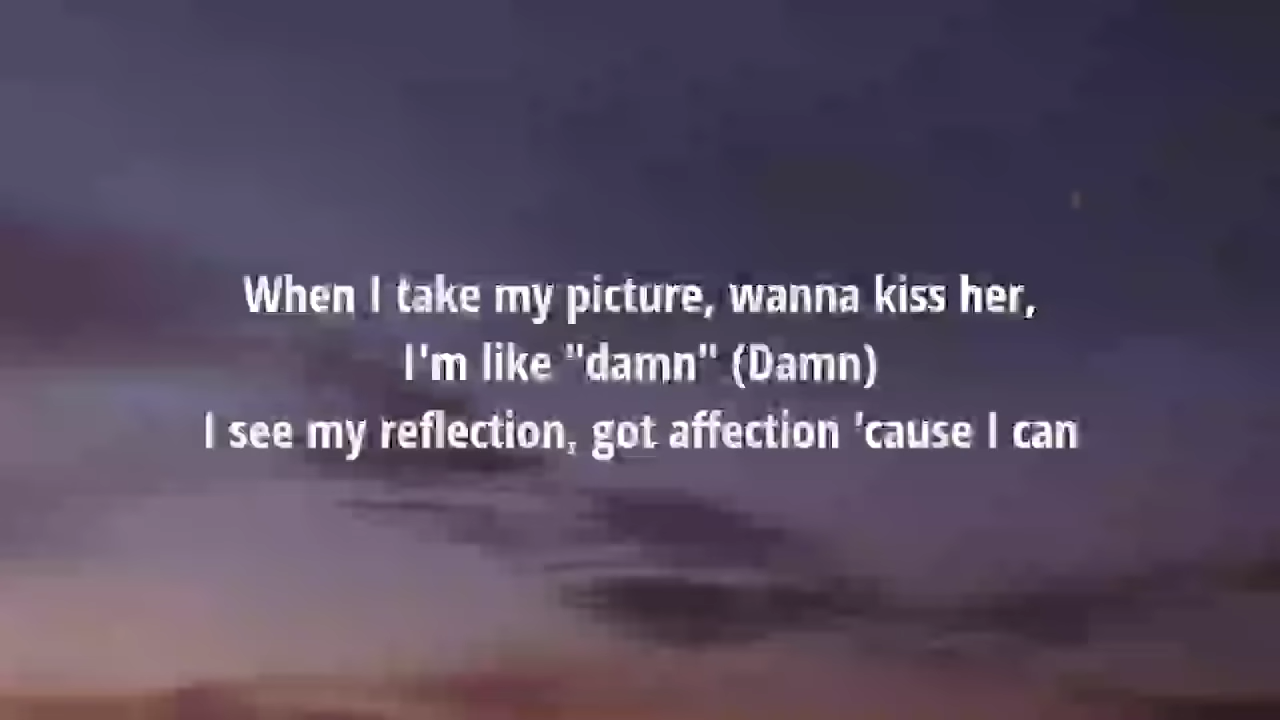 When I take my picture, wanna kiss her,
I'm like "damn" (Damn)
I see my reflection, got affection 'cause I can